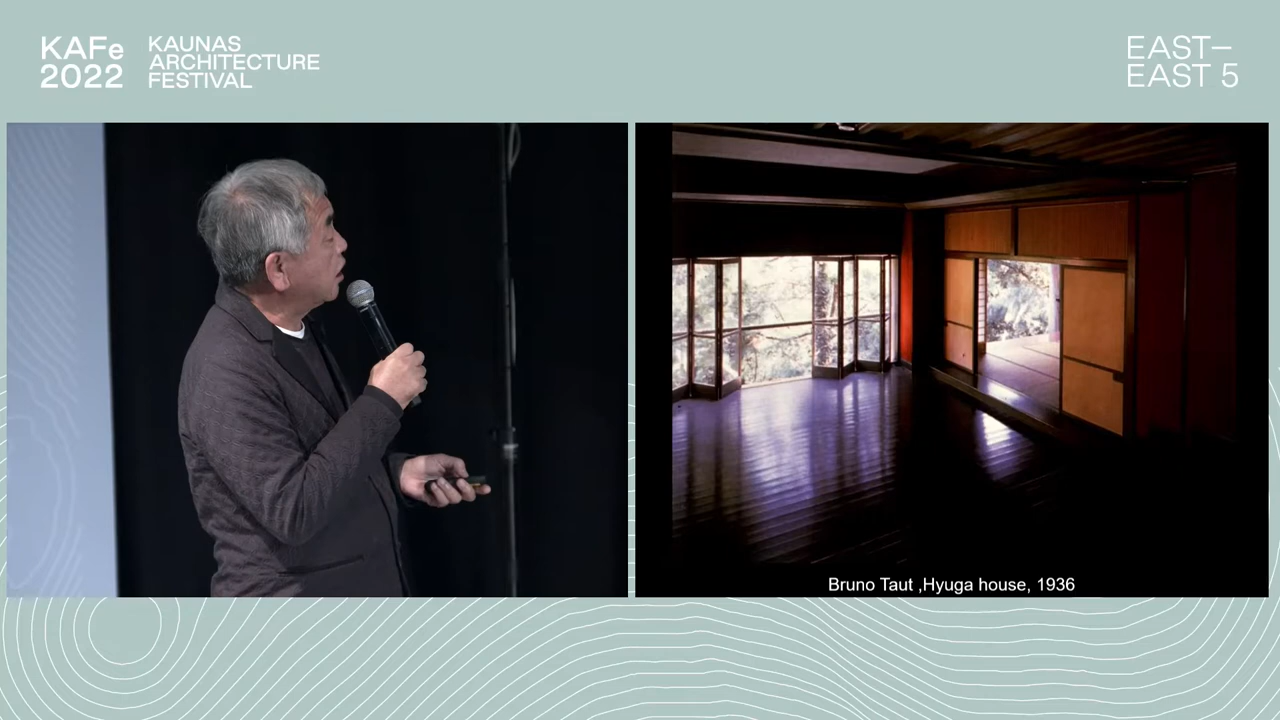 KAFe
2022
KAUNAS
ARCHITECTURE
FESTIVAL
EAST—
EAST 5
Bruno Taut ,Hyuga house, 1936